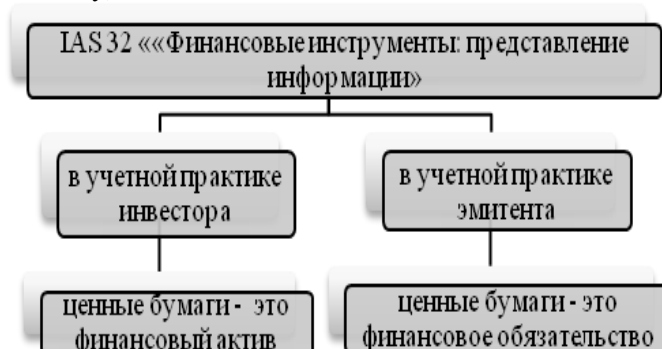 IAS 32 ««Финансовые инструменты: представление
информации»
в учетной практике
инвестора
в учетной практике
эмитента
ценные бумаги - это
финансовый актив
ценные бумаги - это
финансовое обязательство